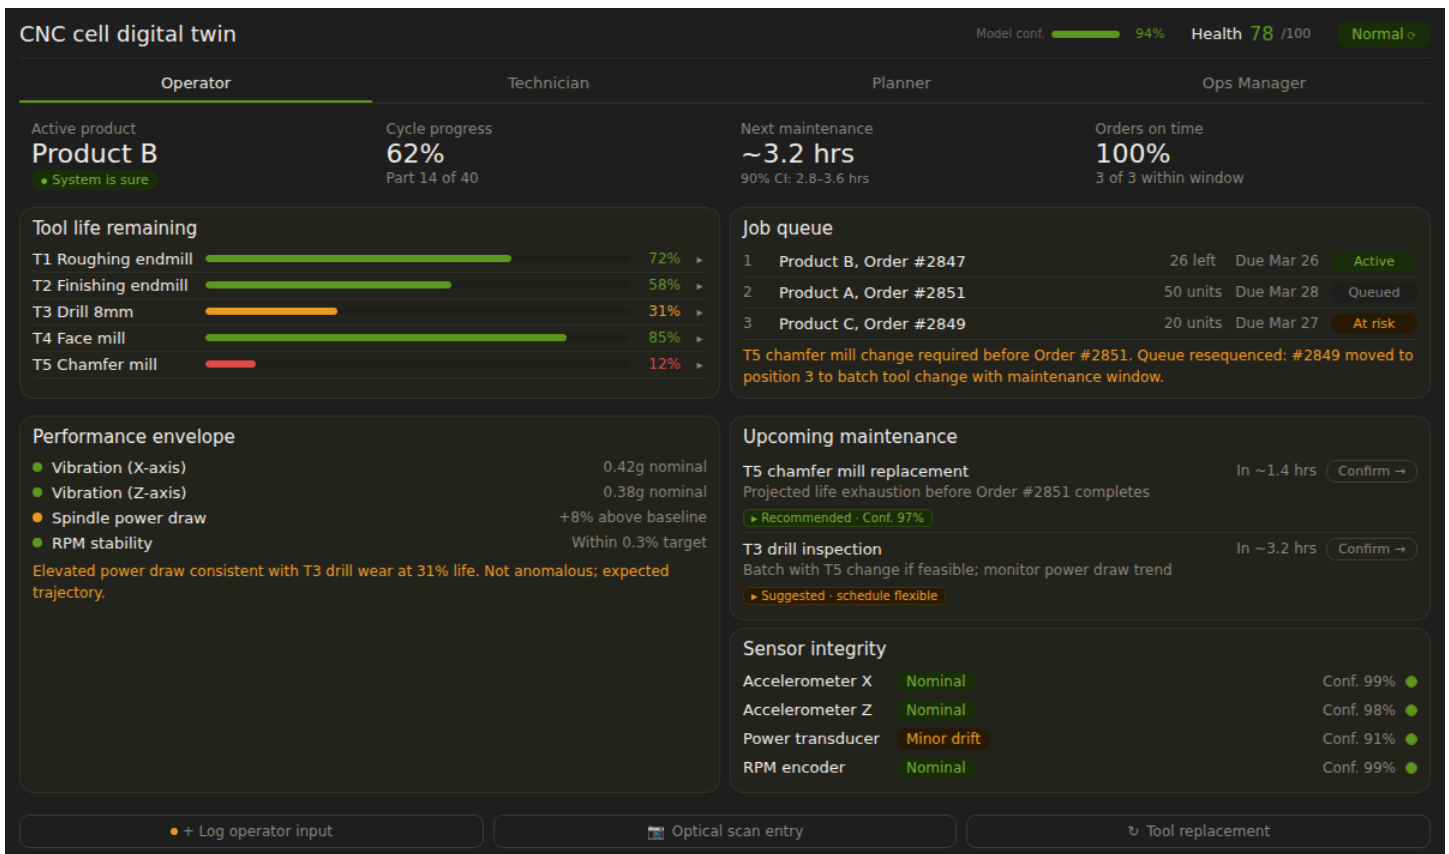 CNC cell digital twin
Model conf. 94% Health 78 /100 Normal ⟳
Operator Technician Planner Ops Manager
Active product Cycle progress Next maintenance Orders on time
Product B 62% ~3.2 hrs 100%
• System is sure Part 14 of 40 90% CI: 2.8–3.6 hrs 3 of 3 within window
Tool life remaining
T1 Roughing endmill 72% ▸
T2 Finishing endmill 58% ▸
T3 Drill 8mm 31% ▸
T4 Face mill 85% ▸
T5 Chamfer mill 12% ▸
Job queue
1 Product B, Order #2847 26 left Due Mar 26 Active
2 Product A, Order #2851 50 units Due Mar 28 Queued
3 Product C, Order #2849 20 units Due Mar 27 At risk
T5 chamfer mill change required before Order #2851. Queue resequenced: #2849 moved to
position 3 to batch tool change with maintenance window.
Performance envelope
Vibration (X-axis) 0.42g nominal
Vibration (Z-axis) 0.38g nominal
Spindle power draw +8% above baseline
RPM stability Within 0.3% target
Elevated power draw consistent with T3 drill wear at 31% life. Not anomalous; expected
trajectory.
Upcoming maintenance
T5 chamfer mill replacement In ~1.4 hrs Confirm →
Projected life exhaustion before Order #2851 completes
▸ Recommended · Conf. 97%
T3 drill inspection In ~3.2 hrs Confirm →
Batch with T5 change if feasible; monitor power draw trend
▸ Suggested · schedule flexible
Sensor integrity
Accelerometer X Nominal Conf. 99%
Accelerometer Z Nominal Conf. 98%
Power transducer Minor drift Conf. 91%
RPM encoder Nominal Conf. 99%
• + Log operator input 📷 Optical scan entry ↻ Tool replacement